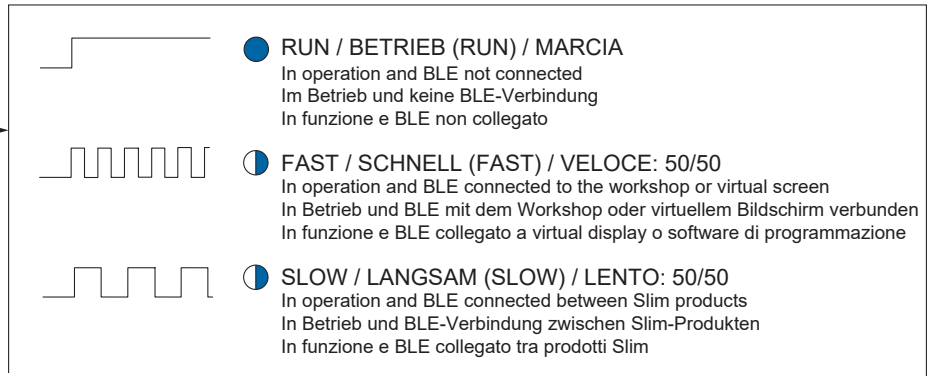 RUN / BETRIEB (RUN) / MARCIA
In operation and BLE not connected
Im Betrieb und keine BLE-Verbindung
In funzione e BLE non collegato
FAST / SCHNELL (FAST) / VELOCE: 50/50
In operation and BLE connected to the workshop or virtual screen
In Betrieb und BLE mit dem Workshop oder virtuellem Bildschirm verbunden
In funzione e BLE collegato a virtual display o software di programmazione
SLOW / LANGSAM (SLOW) / LENTO: 50/50
In operation and BLE connected between Slim products
In Betrieb und BLE-Verbindung zwischen Slim-Produkten
In funzione e BLE collegato tra prodotti Slim